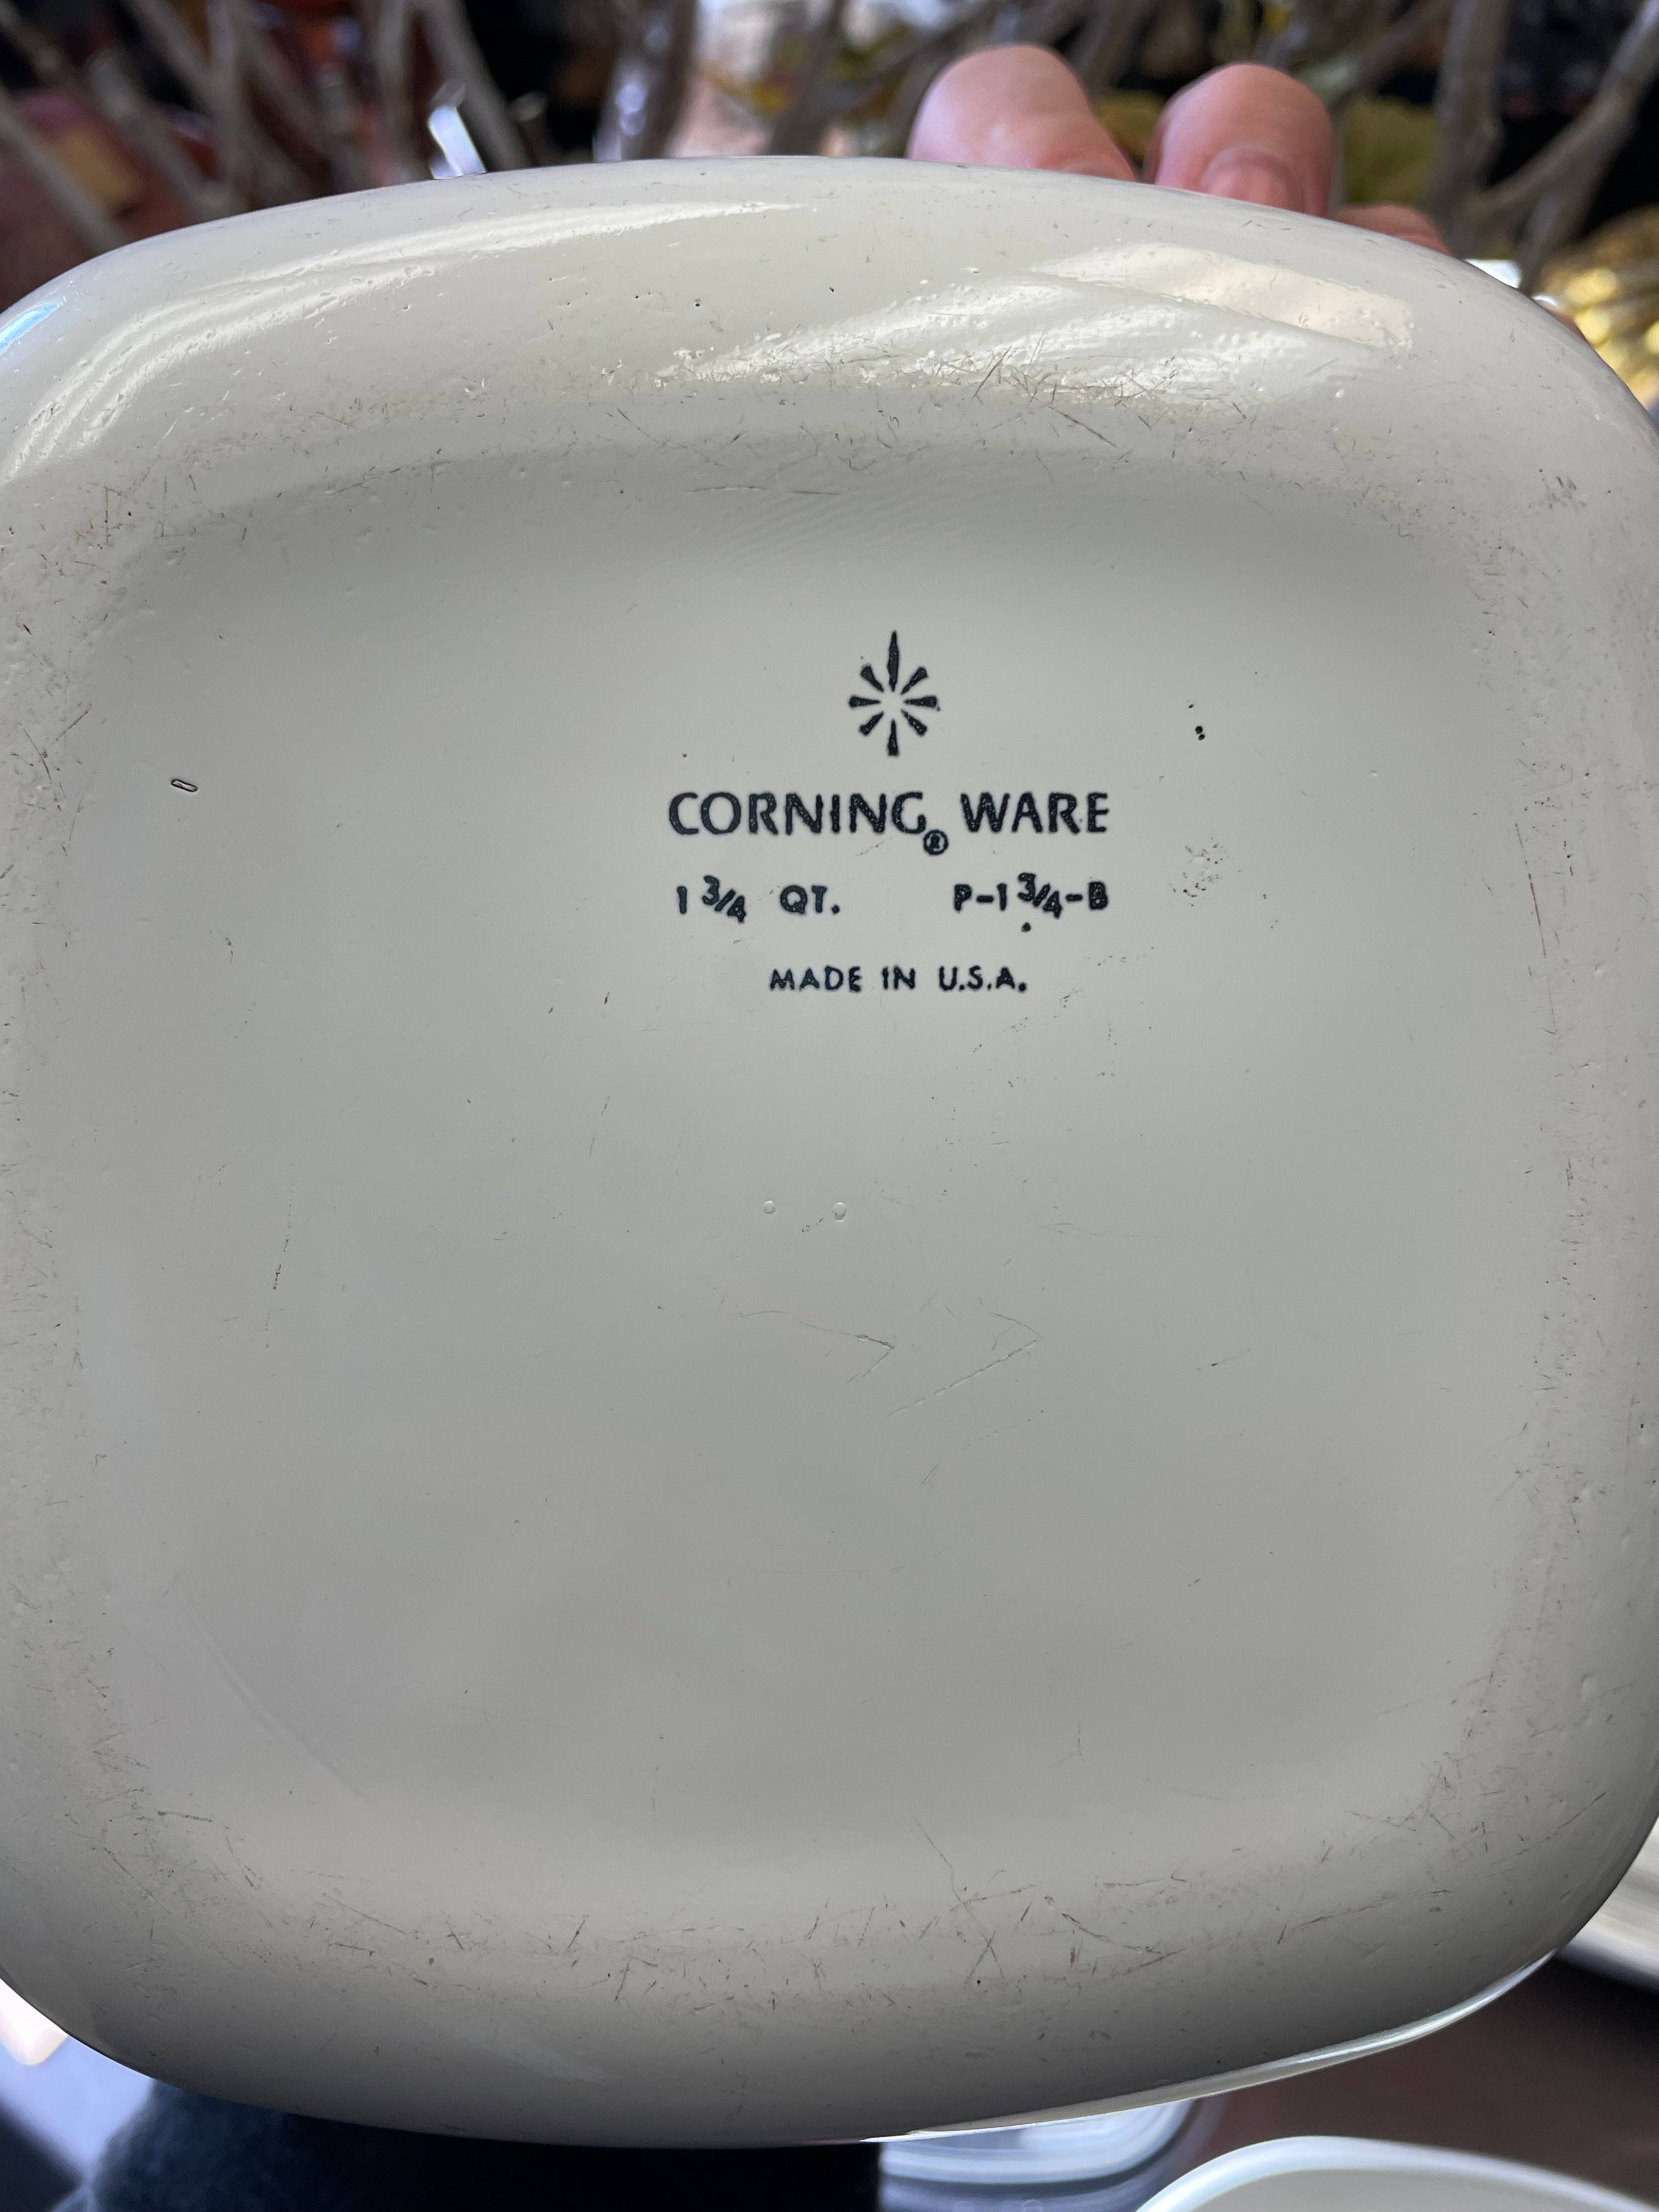 CORNING® WARE
1 3/4 QT. P-1 3/4-B
MADE IN U.S.A.